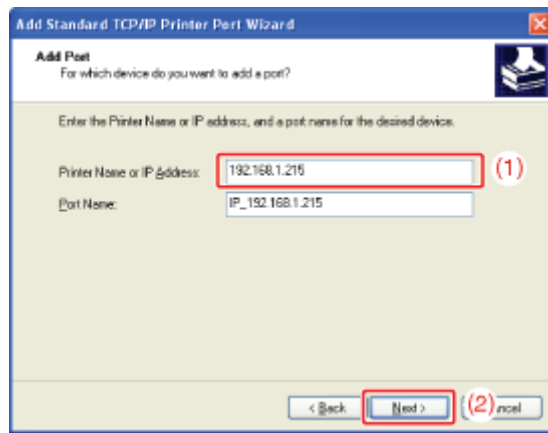 Add Standard TCP/IP Printer Port Wizard
Add Port
For which device do you want to add a port?
Enter the Printer Name or IP address, and a port name for the desired device.
Printer Name or IP Address: 192.168.1.215 (1)
Port Name: IP_192.168.1.215
< Back Next > (2) ncel